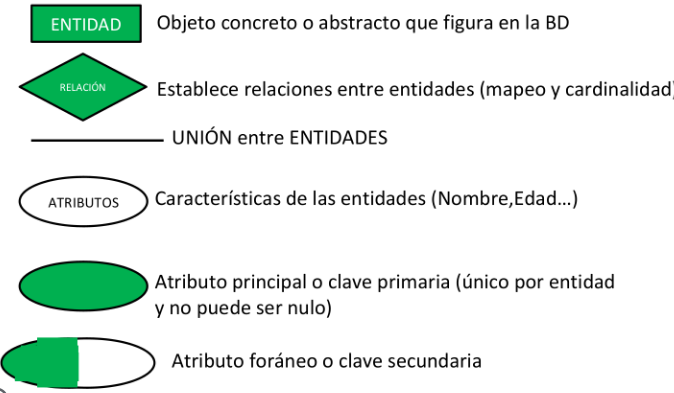 ENTIDAD Objeto concreto o abstracto que figura en la BD
RELACIÓN Establece relaciones entre entidades (mapeo y cardinalidad)
UNIÓN entre ENTIDADES
ATRIBUTOS Características de las entidades (Nombre,Edad...)
Atributo principal o clave primaria (único por entidad
y no puede ser nulo)
Atributo foráneo o clave secundaria